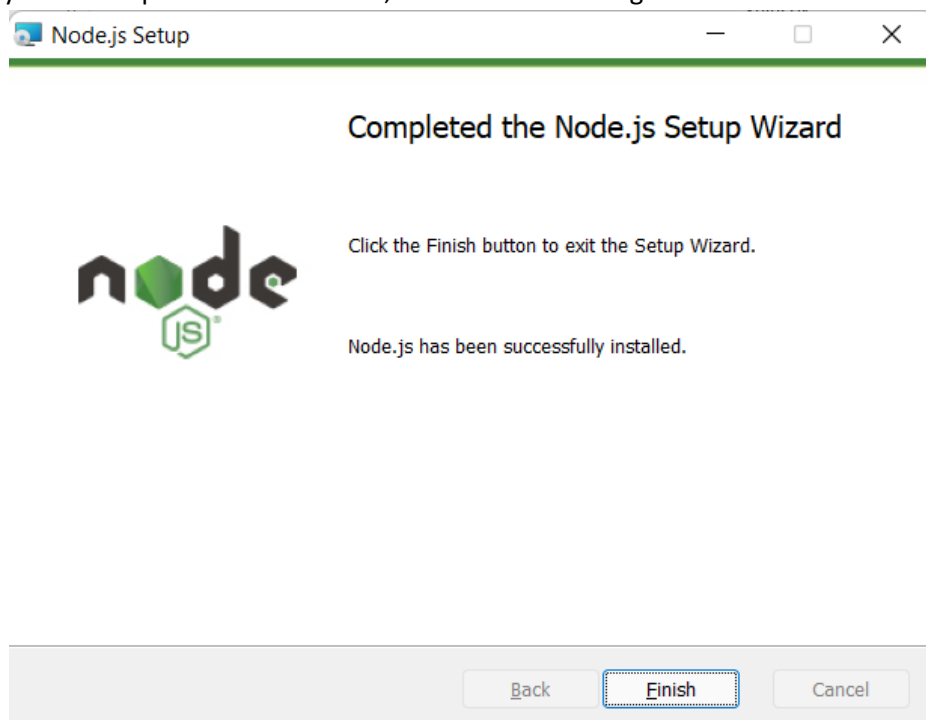 Node.js Setup
Completed the Node.js Setup Wizard
Click the Finish button to exit the Setup Wizard.
node
JS®
Node.js has been successfully installed.
Back Finish Cancel